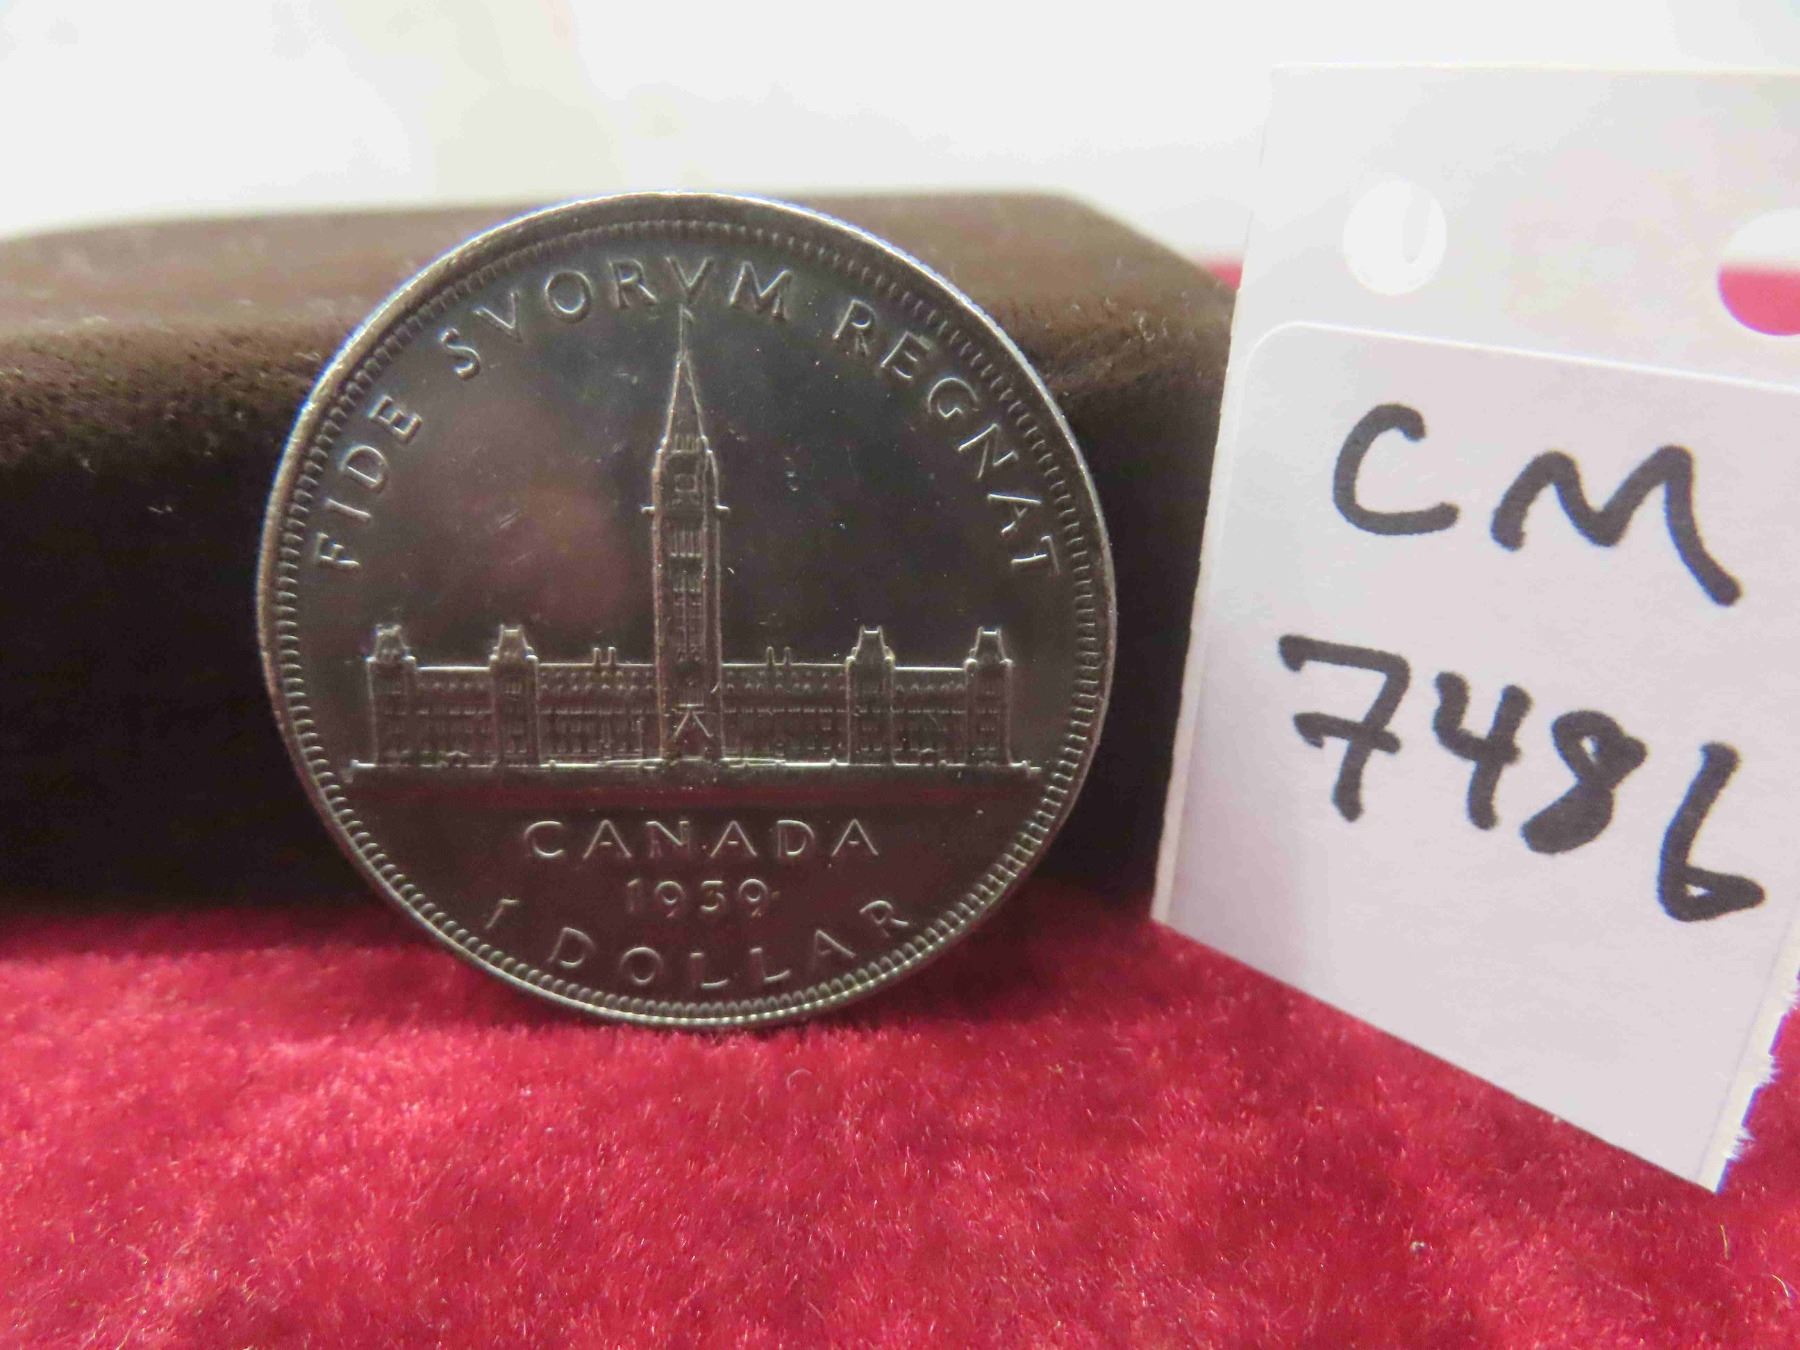 FIDE SVORVM REGNAT
CANADA
1939
1 DOLLAR
CM
7486